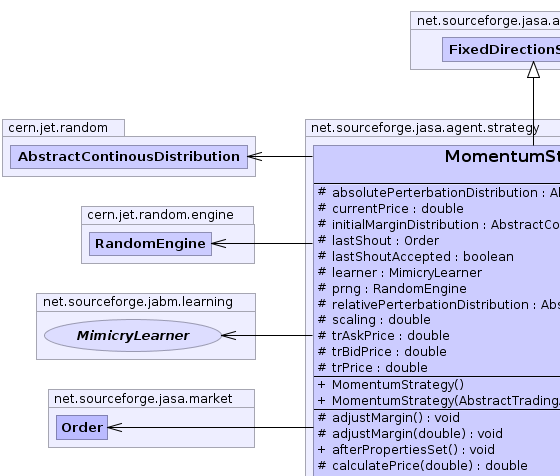 net.sourceforge.jasa.a
FixedDirectionS
cern.jet.random
AbstractContinousDistribution
cern.jet.random.engine
RandomEngine
net.sourceforge.jabm.learning
MimicryLearner
net.sourceforge.jasa.market
Order
net.sourceforge.jasa.agent.strategy
MomentumSt
# absolutePerterbationDistribution : A
# currentPrice : double
# initialMarginDistribution : AbstractCo
# lastShout : Order
# lastShoutAccepted : boolean
# learner : MimicryLearner
# prng : RandomEngine
# relativePerterbationDistribution : Abs
# scaling : double
# trAskPrice : double
# trBidPrice : double
# trPrice : double
+ MomentumStrategy()
+ MomentumStrategy(AbstractTrading
# adjustMargin() : void
# adjustMargin(double) : void
+ afterPropertiesSet() : void
# calculatePrice(double) : double